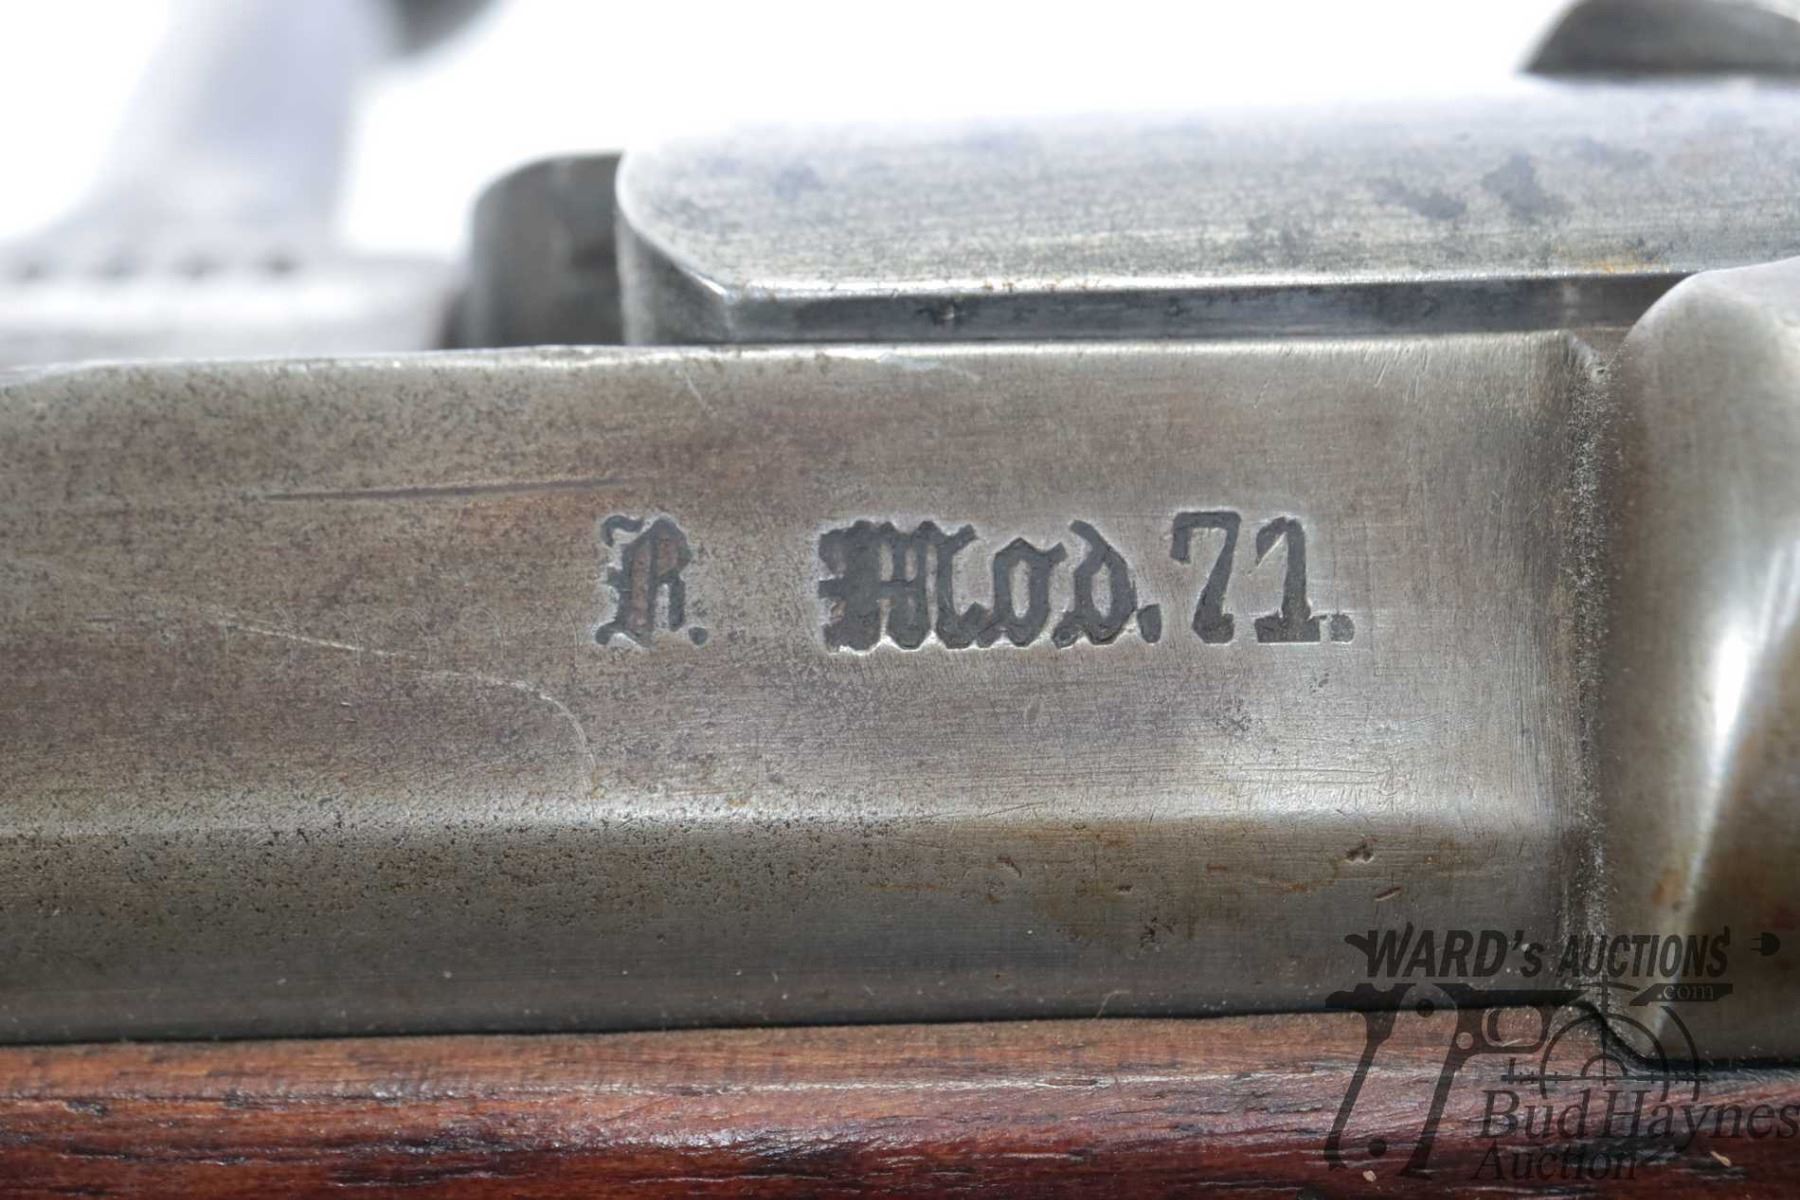 K. Mod. 71.
WARD's AUCTIONS
.com
Bud Haynes
Auction